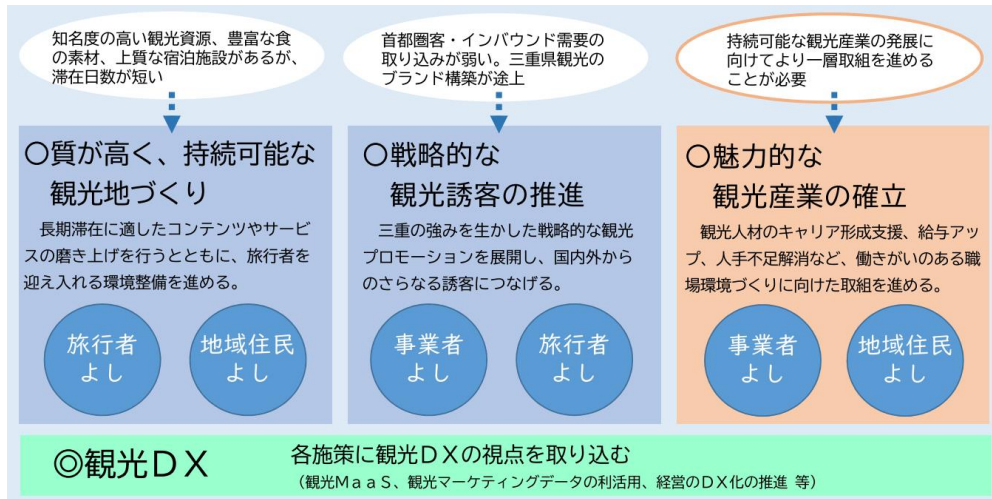 知名度の高い観光資源、豊富な食
の素材、上質な宿泊施設があるが、
滞在日数が短い
首都圏客・インバウンド需要の
取り込みが弱い。三重県観光の
ブランド構築が途上
持続可能な観光産業の発展に
向けてより一層取組を進める
ことが必要
〇質が高く、持続可能な
観光地づくり
長期滞在に適したコンテンツやサービ
スの磨き上げを行うとともに、旅行者を
迎え入れる環境整備を進める。
旅行者
よし
地域住民
よし
〇戦略的な
観光誘客の推進
三重の強みを生かした戦略的な観光
プロモーションを展開し、国内外から
のさらなる誘客につなげる。
事業者
よし
旅行者
よし
〇魅力的な
観光産業の確立
観光人材のキャリア形成支援、給与アッ
プ、人手不足解消など、働きがいのある職
場環境づくりに向けた取組を進める。
事業者
よし
地域住民
よし
◎観光ＤＸ
各施策に観光ＤＸの視点を取り込む
（観光ＭａａＳ、観光マーケティングデータの利活用、経営のＤＸ化の推進 等）